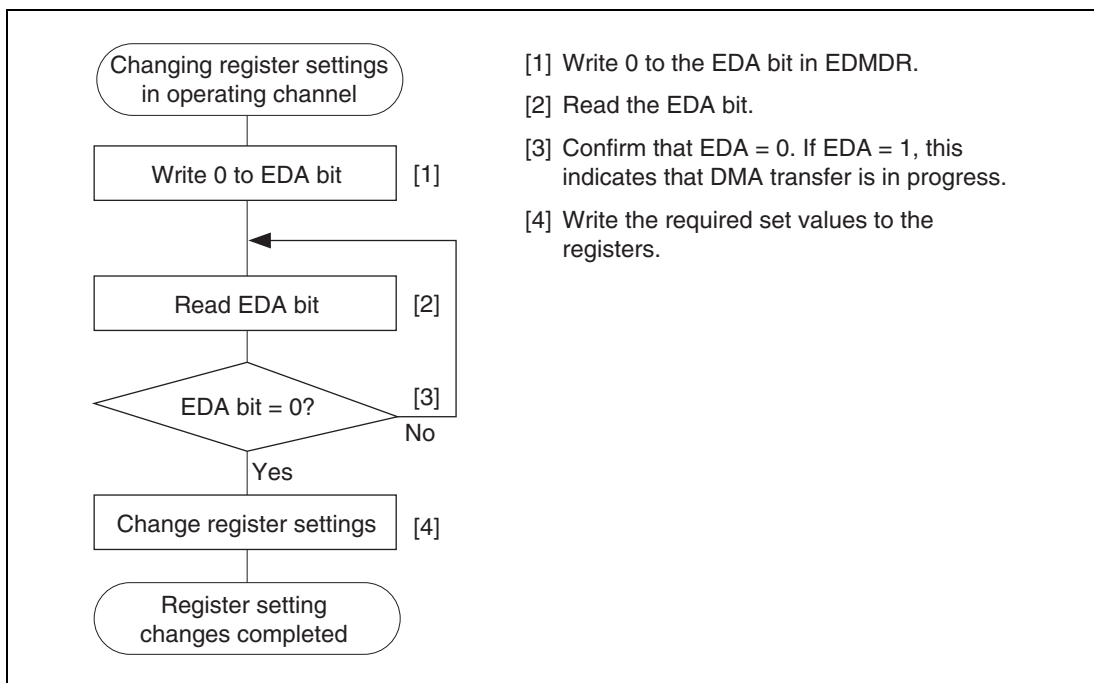 Changing register settings
in operating channel
Write 0 to EDA bit
[1]
Read EDA bit
[2]
EDA bit = 0?
[3]
No
Yes
Change register settings
[4]
Register setting
changes completed
[1] Write 0 to the EDA bit in EDMDR.
[2] Read the EDA bit.
[3] Confirm that EDA = 0. If EDA = 1, this
indicates that DMA transfer is in progress.
[4] Write the required set values to the
registers.